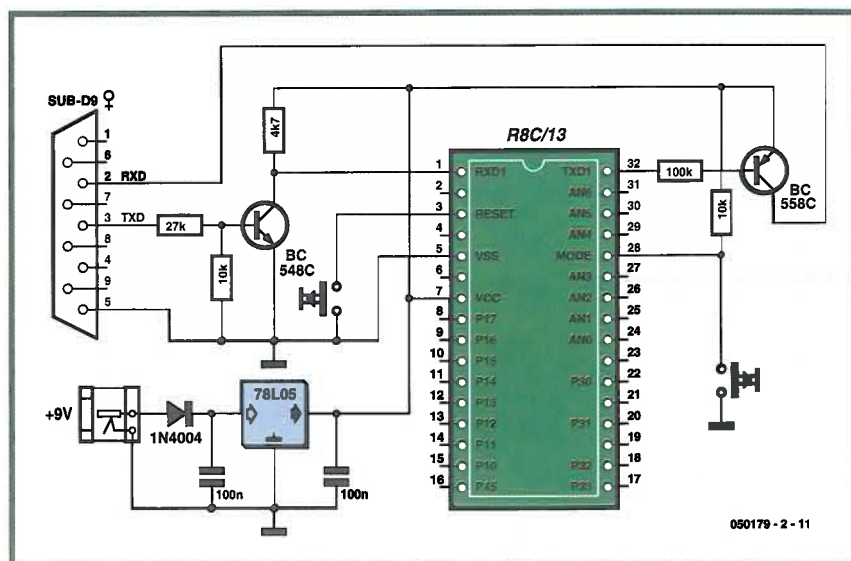 SUB-D9 ♀
1
6
2 RXD
7
3 TXD
8
4
9
5
27k
10k
4k7
BC
548C
R8C/13
1 RXD1
2
3 RESET
4
5 VSS
6
7 VCC
8 P17
9 P16
10 P15
11 P14
12 P13
13 P12
14 P11
15 P10
16 P45
TXD1 32
AN6 31
AN5 30
AN4 29
MODE 28
AN3 27
AN2 26
AN1 25
AN0 24
23
P30 22
21
P31 20
19
P32 18
P33 17
100k
10k
BC
558C
+9V
1N4004
78L05
100n
100n
050179 - 2 - 11